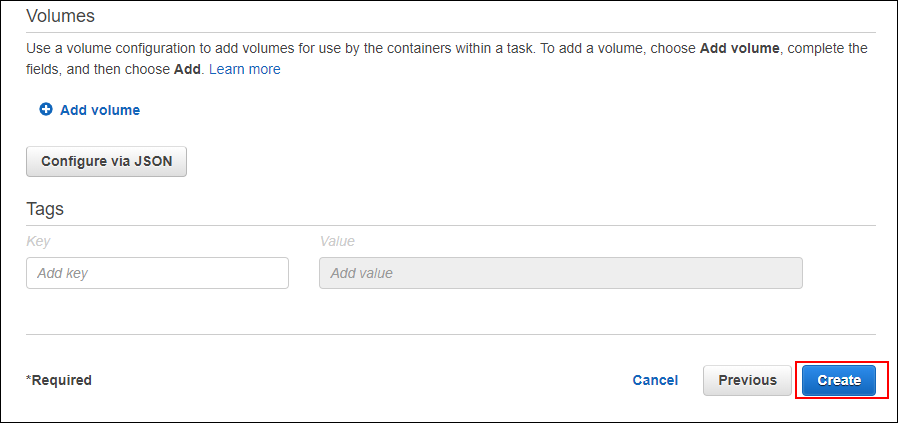 Volumes
Use a volume configuration to add volumes for use by the containers within a task. To add a volume, choose Add volume, complete the
fields, and then choose Add. Learn more
Add volume
Configure via JSON
Tags
Key Value
Add key Add value
*Required Cancel Previous Create